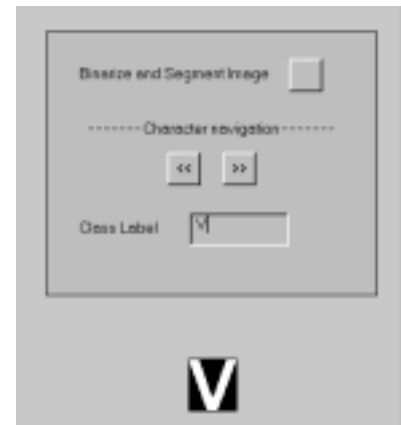 Binarize and Segment Image
------- Character navigation -------
<< >>
Class Label V
V